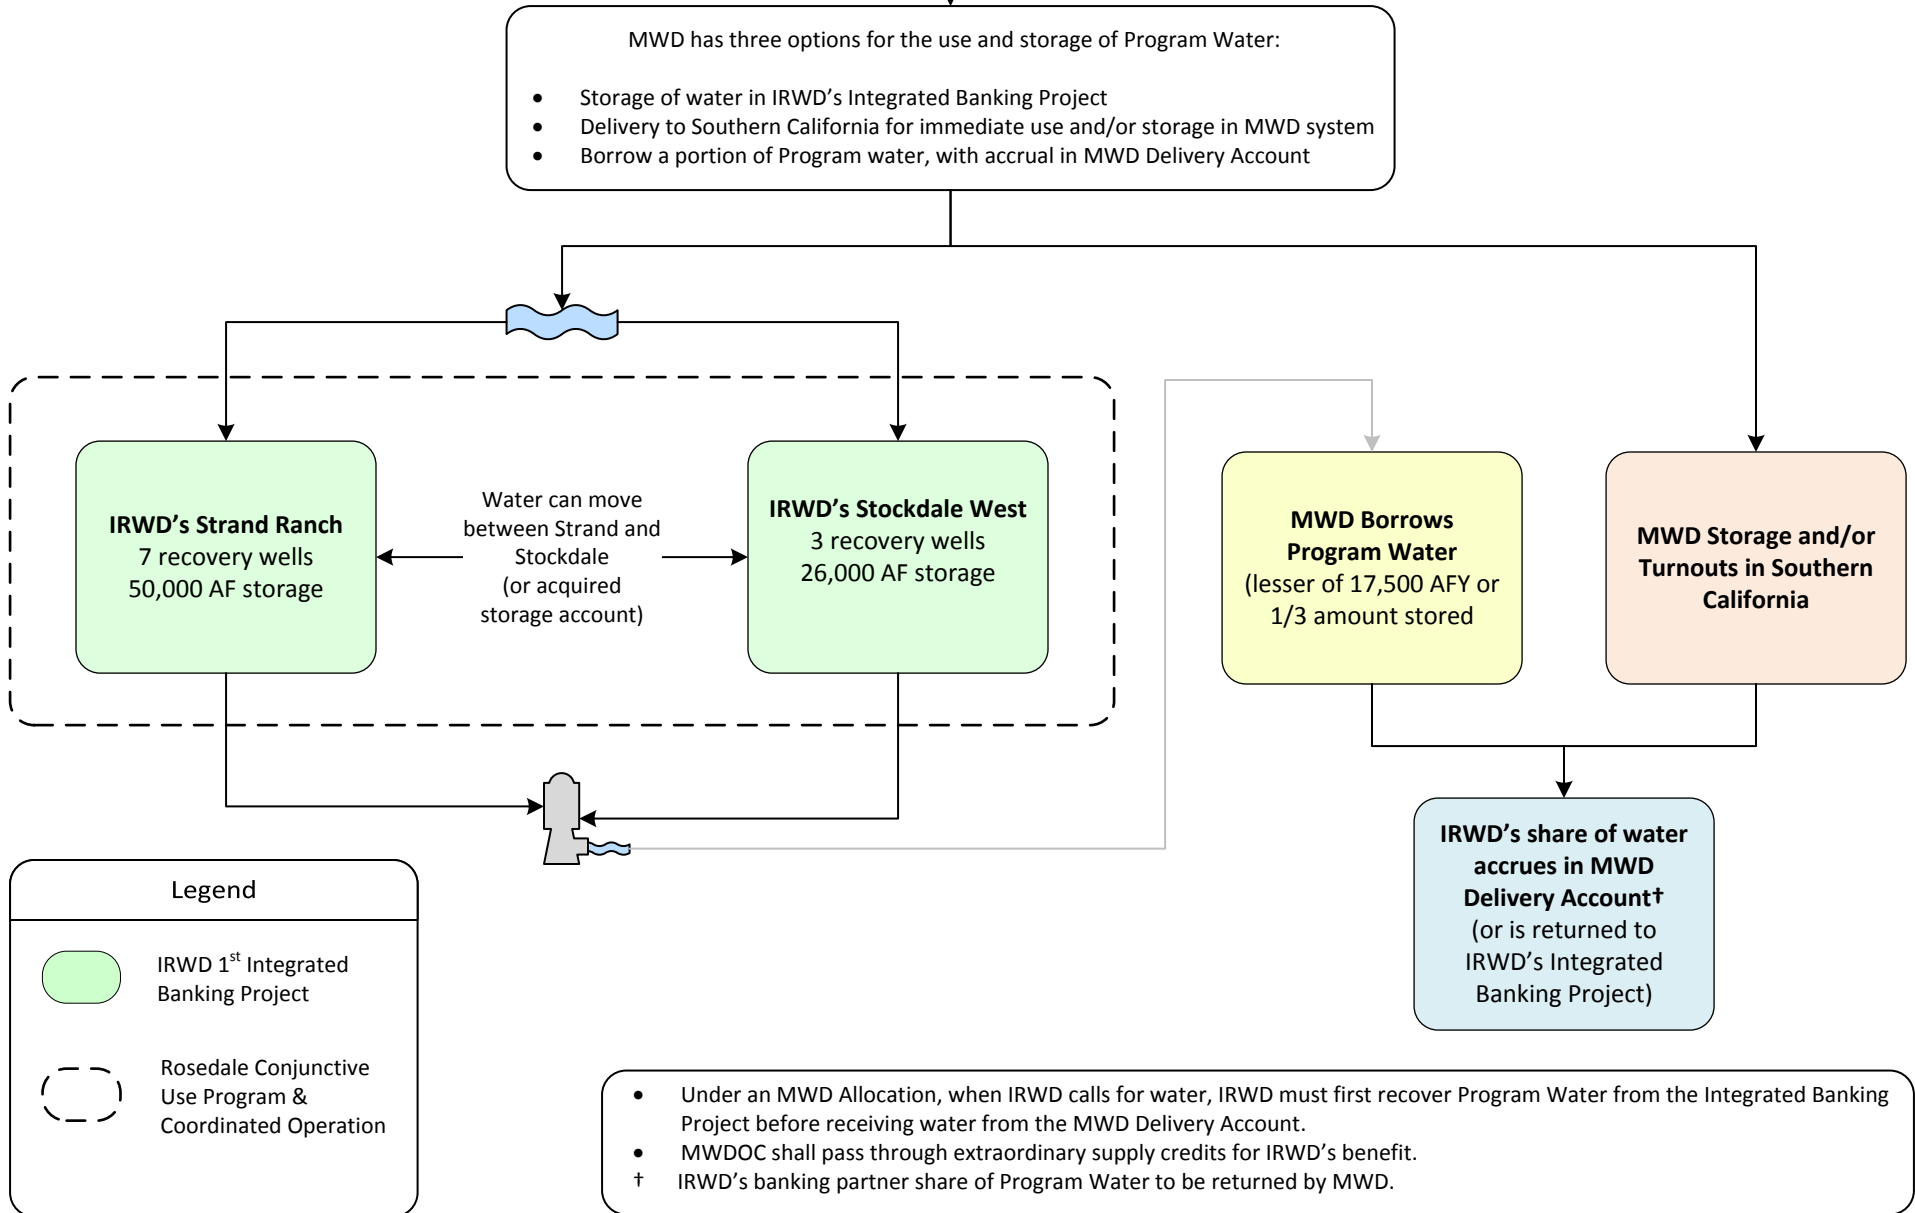 MWD has three options for the use and storage of Program Water:
• Storage of water in IRWD's Integrated Banking Project
• Delivery to Southern California for immediate use and/or storage in MWD system
• Borrow a portion of Program water, with accrual in MWD Delivery Account
IRWD's Strand Ranch
7 recovery wells
50,000 AF storage
Water can move
between Strand and
Stockdale
(or acquired
storage account)
IRWD's Stockdale West
3 recovery wells
26,000 AF storage
MWD Borrows
Program Water
(lesser of 17,500 AFY or
1/3 amount stored
MWD Storage and/or
Turnouts in Southern
California
IRWD's share of water
accrues in MWD
Delivery Account†
(or is returned to
IRWD's Integrated
Banking Project)
Legend
IRWD 1st Integrated
Banking Project
Rosedale Conjunctive
Use Program &
Coordinated Operation
• Under an MWD Allocation, when IRWD calls for water, IRWD must first recover Program Water from the Integrated Banking
Project before receiving water from the MWD Delivery Account.
• MWDOC shall pass through extraordinary supply credits for IRWD's benefit.
† IRWD's banking partner share of Program Water to be returned by MWD.